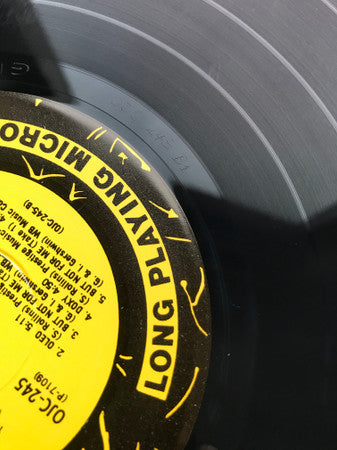 LONG PLAYING MICRO
OJC-245
(P-7109)
2. OLEO 5:11
(S. Rollins) Prestige
3. BUT NOT FOR ME
(G. & I. Gershwin) WB
4. DOXY 4:50
(S. Rollins) Prestige Music
5. BUT NOT FOR ME (Take 1)
(G. & I. Gershwin) WB Music Co
(OJC-245-B)